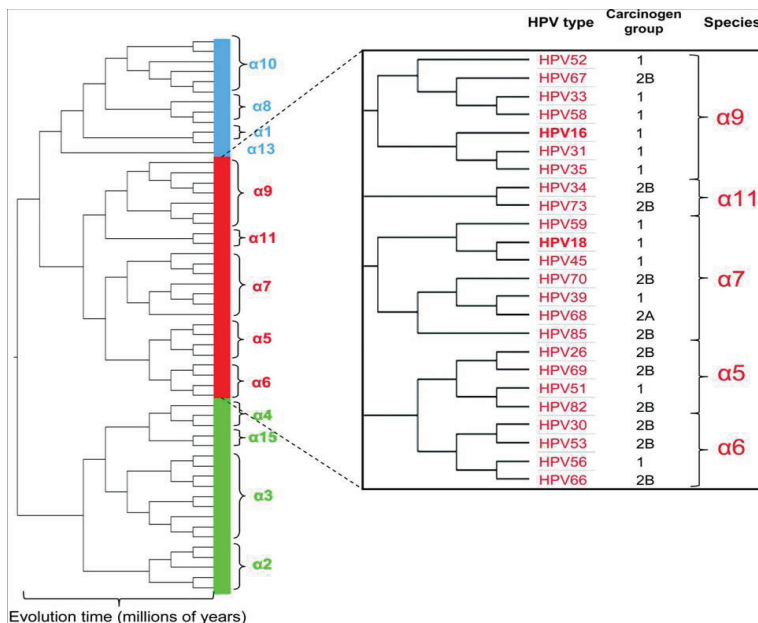 HPV type Carcinogen group Species
α10
α8
α1
α13
α9
α11
α7
α5
α6
α4
α15
α3
α2
Evolution time (millions of years)
HPV52 1
HPV67 2B
HPV33 1
HPV58 1
HPV16 1
HPV31 1
HPV35 1
α9
HPV34 2B
HPV73 2B
α11
HPV59 1
HPV18 1
HPV45 1
HPV70 2B
HPV39 1
HPV68 2A
HPV85 2B
α7
HPV26 2B
HPV69 2B
HPV51 1
HPV82 2B
α5
HPV30 2B
HPV53 2B
HPV56 1
HPV66 2B
α6